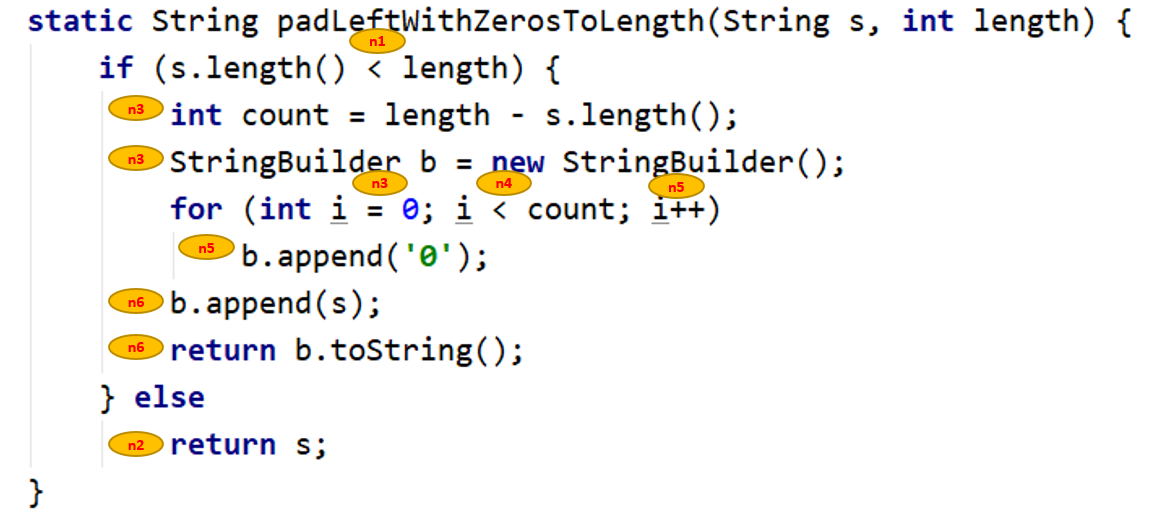 static String padLeftWithZerosToLength(String s, int length) {
n1
if (s.length() < length) {
n3 int count = length - s.length();
n3 StringBuilder b = new StringBuilder();
n3 n4 n5
for (int i = 0; i < count; i++)
n5 b.append('0');
n6 b.append(s);
n6 return b.toString();
} else
n2 return s;
}